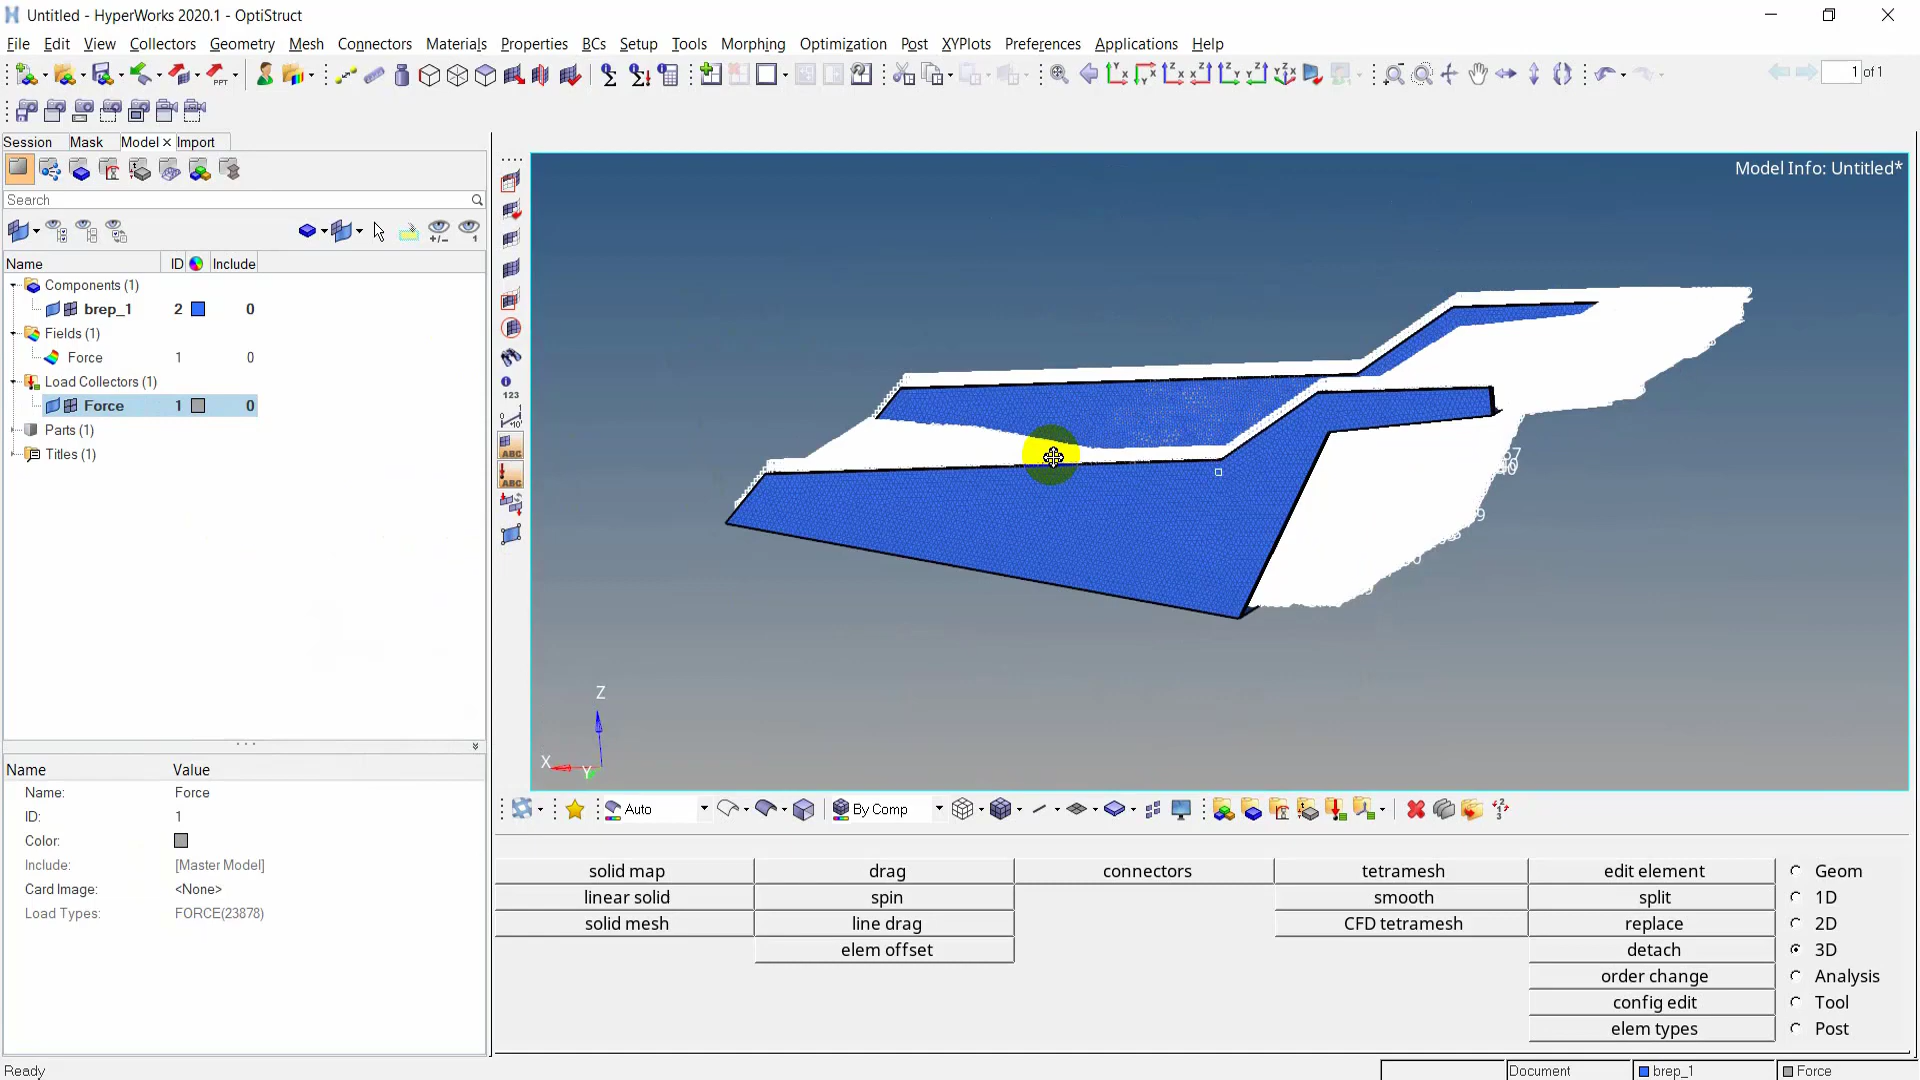 Untitled - HyperWorks 2020.1 - OptiStruct
File Edit View Collectors Geometry Mesh Connectors Materials Properties BCs Setup Tools Morphing Optimization Post XYPlots Preferences Applications Help
1 of 1
Session Mask Model Import
Search
Name ID Include
Components (1)
brep_1 2 0
Fields (1)
Force 1 0
Load Collectors (1)
Force 1 0
Parts (1)
Titles (1)
Model Info: Untitled*
123
ABC
ABC
Z
X
Y
Name Value
Name: Force
ID: 1
Color:
Include: [Master Model]
Card Image: <None>
Load Types: FORCE(23878)
Auto By Comp
solid map drag connectors tetramesh edit element Geom
linear solid spin smooth split 1D
solid mesh line drag CFD tetramesh replace 2D
elem offset detach 3D
order change Analysis
config edit Tool
elem types Post
Ready Document brep_1 Force